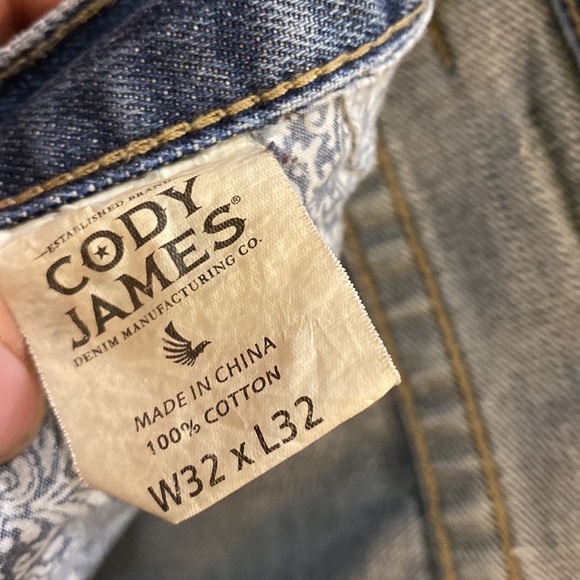 ESTABLISHED BRAND
CODY
JAMES®
DENIM MANUFACTURING CO.
MADE IN CHINA
100% COTTON
W32 x L32